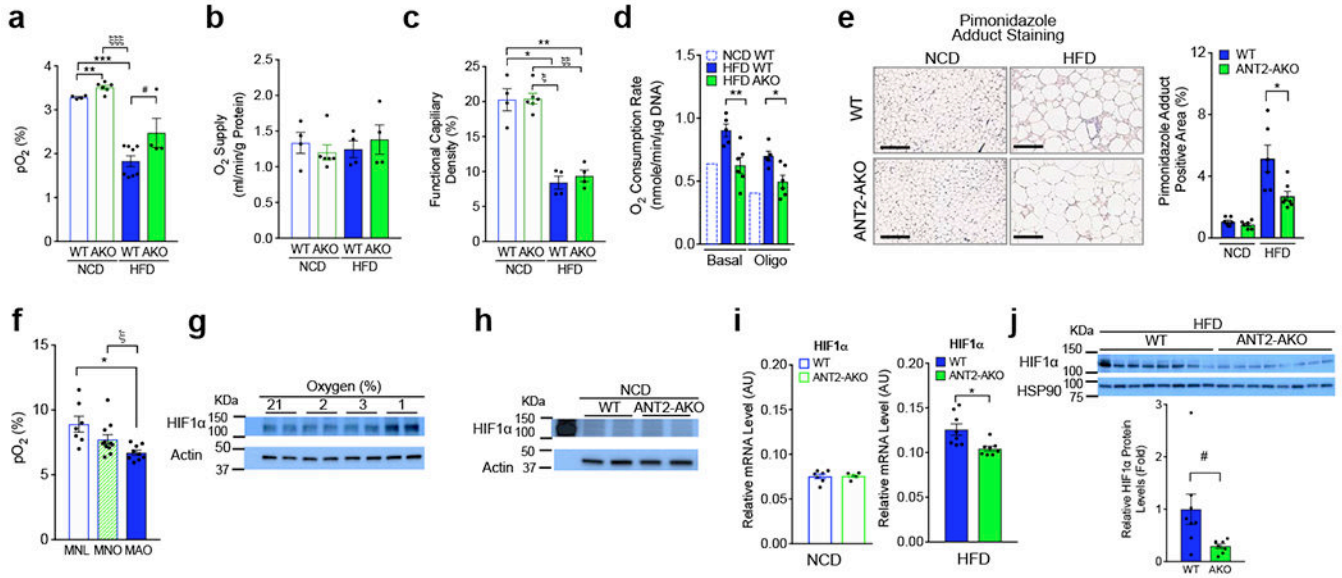 a
pO2 (%)
6
4
2
0
ξξξ
***
**
#
*
WT AKO WT AKO
NCD HFD
b
O2 Supply
(ml/min/g Protein)
2.5
2.0
1.5
1.0
0.5
0.0
WT AKO WT AKO
NCD HFD
c
Functional Capiliary
Density (%)
30
20
10
0
**
*
ξξ
ξ
WT AKO WT AKO
NCD HFD
d
O2 Consumption Rate
(nmole/min/μg DNA)
1.5
1.0
0.5
0.0
NCD WT
HFD WT
HFD AKO
**
*
Basal Oligo
e
Pimonidazole
Adduct Staining
NCD HFD
WT
ANT2-AKO
Pimonidazole Adduct
Positive Area (%)
12
8
4
0
WT
ANT2-AKO
*
NCD HFD
f
pO2 (%)
15
10
5
0
ξ
*
MNL MNO MAO
g
Oxygen (%)
KDa 21 2 3 1
HIF1α 150
100
Actin 50
37
h
NCD
KDa WT ANT2-AKO
HIF1α 150
100
Actin 50
37
i
HIF1α
WT
ANT2-AKO
Relative mRNA Level (AU)
0.20
0.15
0.10
0.05
0.00
NCD
HIF1α
WT
ANT2-AKO
Relative mRNA Level (AU)
0.20
0.15
0.10
0.05
0.00
*
HFD
j
HFD
KDa WT ANT2-AKO
150
HIF1α
100
HSP90 100
75
Relative HIF1α Protein
Levels (Fold)
3
2
1
0
#
WT AKO